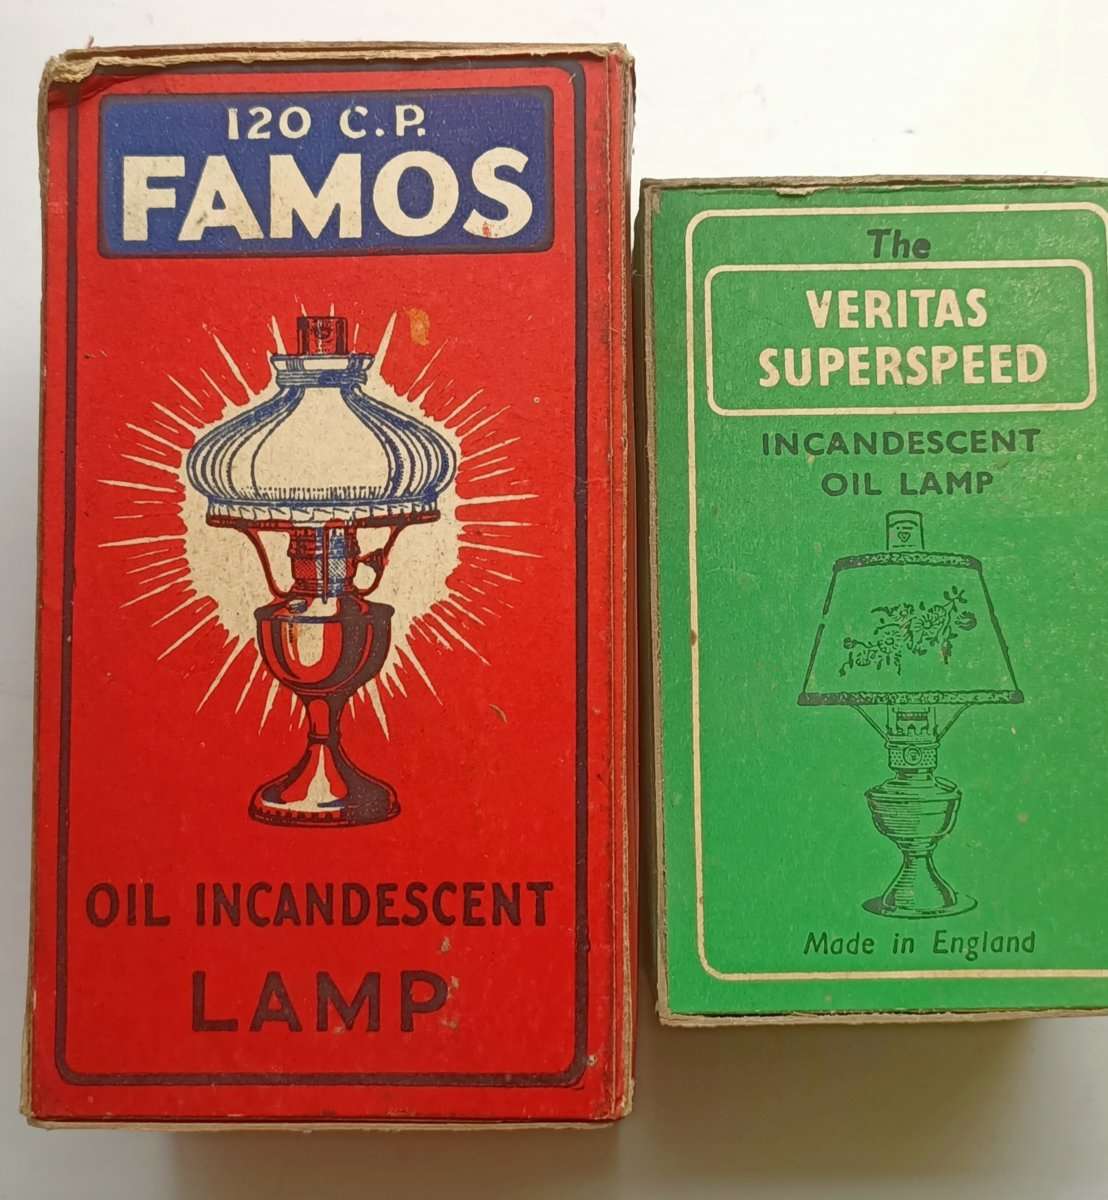 120 C.P.
FAMOS
OIL INCANDESCENT
LAMP
The
VERITAS
SUPERSPEED
INCANDESCENT
OIL LAMP
Made in England